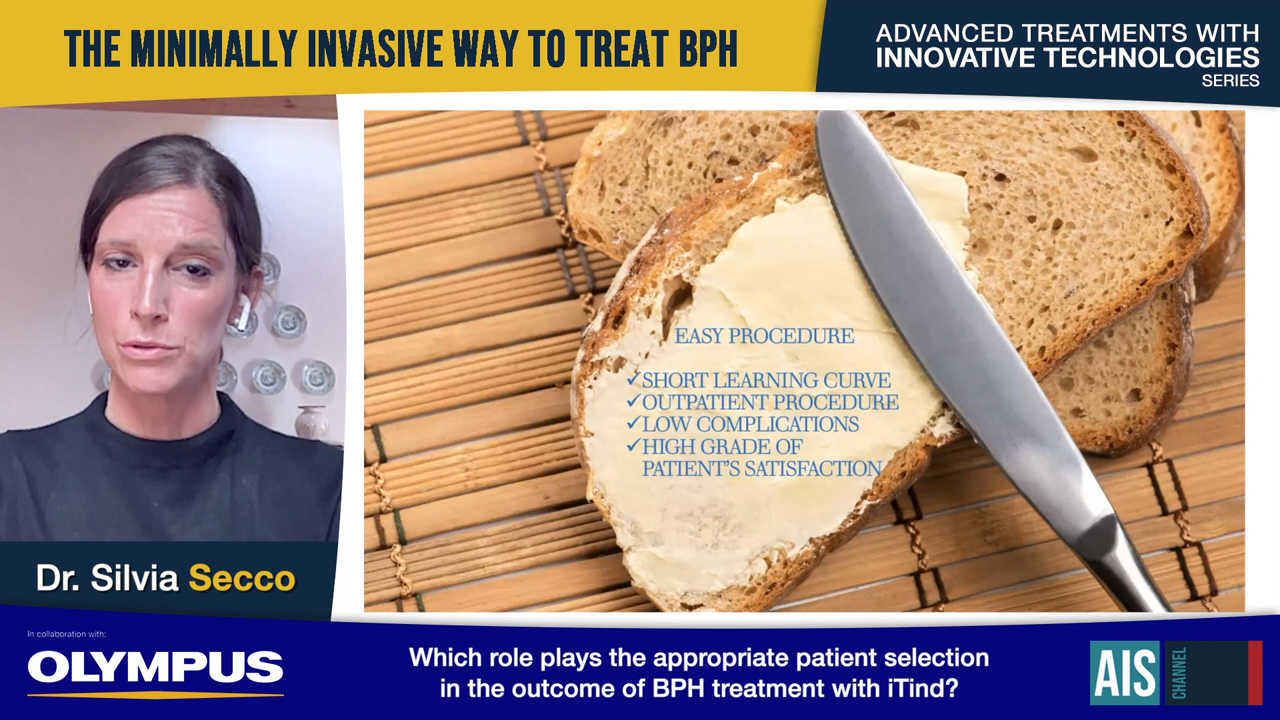 THE MINIMALLY INVASIVE WAY TO TREAT BPH
ADVANCED TREATMENTS WITH
INNOVATIVE TECHNOLOGIES
SERIES
EASY PROCEDURE
✓SHORT LEARNING CURVE
✓OUTPATIENT PROCEDURE
✓LOW COMPLICATIONS
✓HIGH GRADE OF
PATIENT'S SATISFACTION
Dr. Silvia Secco
In collaboration with:
OLYMPUS
Which role plays the appropriate patient selection
in the outcome of BPH treatment with iTind?
AIS
CHANNEL